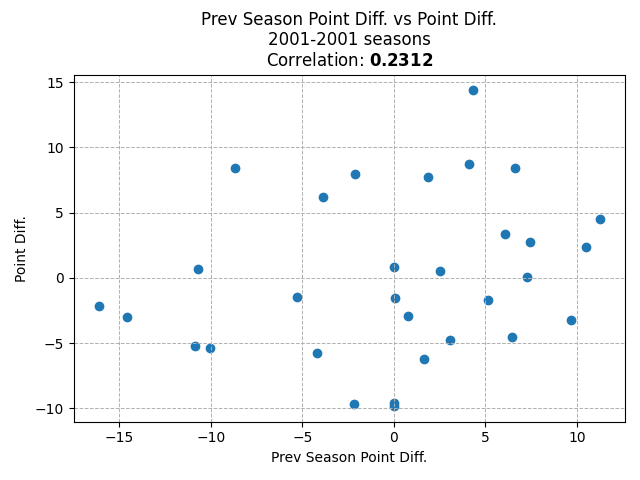 Prev Season Point Diff. vs Point Diff.
2001-2001 seasons
Correlation: 0.2312
15
10
5
0
−5
−10
Point Diff.
−15
−10
−5
0
5
10
Prev Season Point Diff.